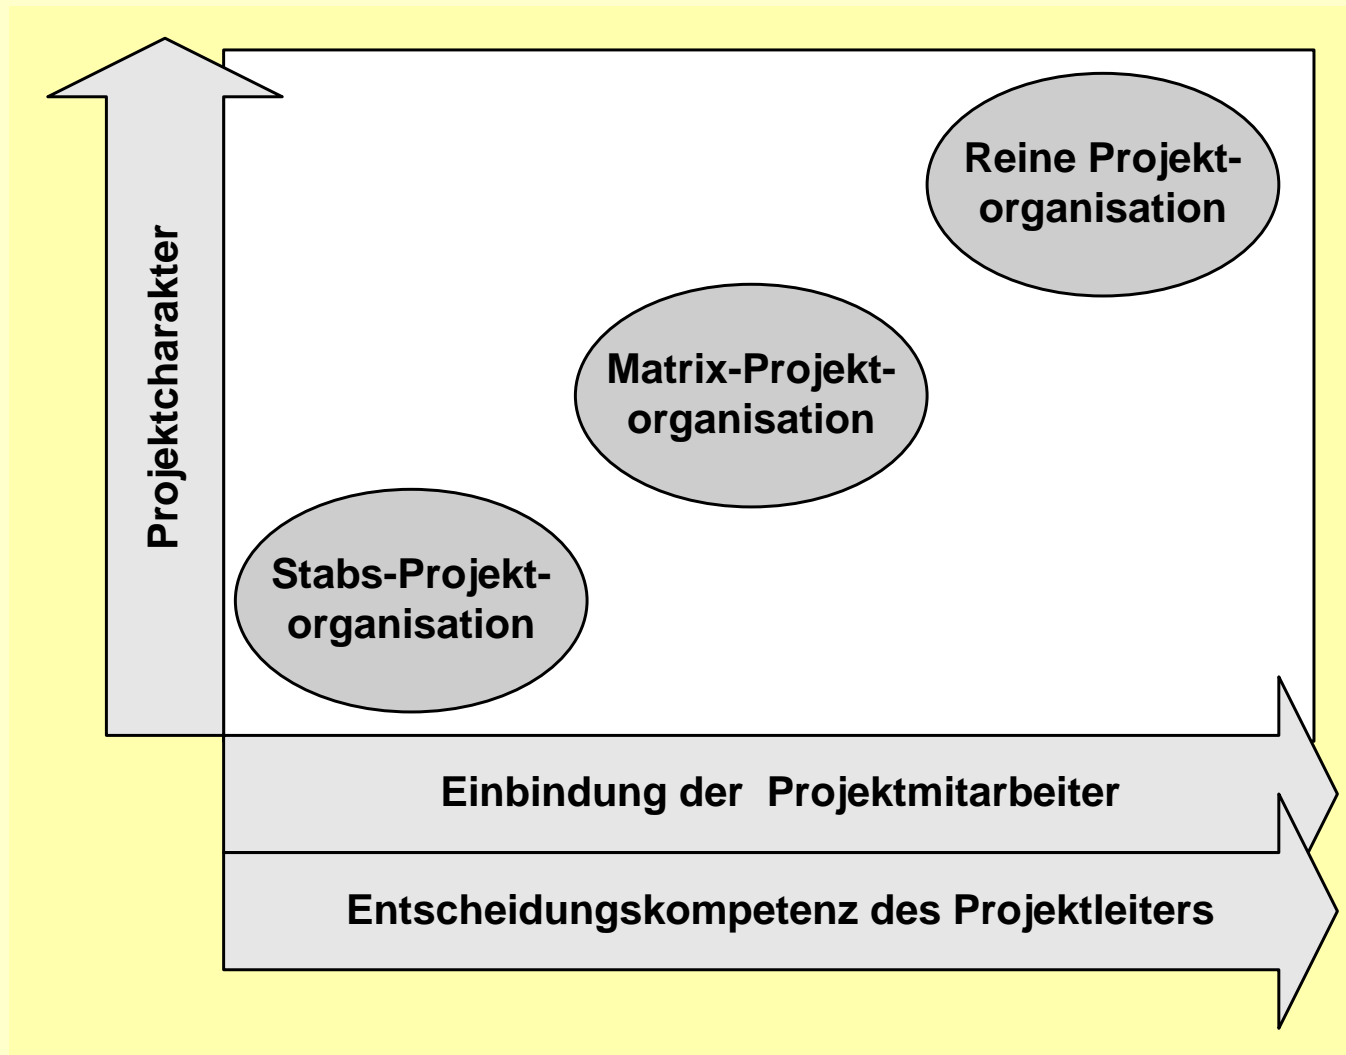 Reine Projekt-
organisation
Matrix-Projekt-
organisation
Stabs-Projekt-
organisation
Projektcharakter
Einbindung der  Projektmitarbeiter
Entscheidungskompetenz des Projektleiters